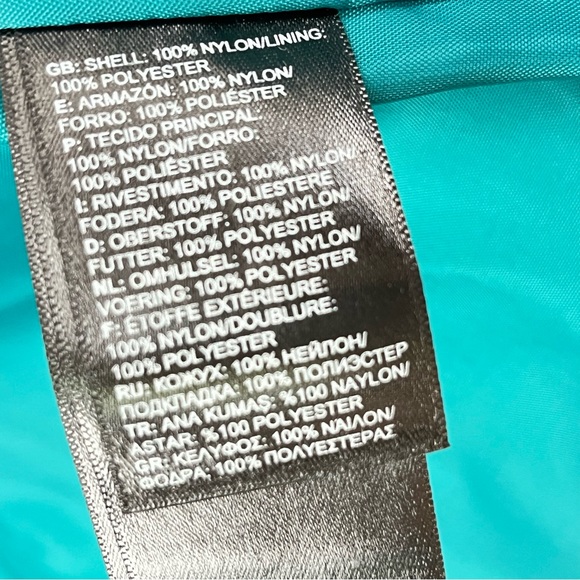 GB: SHELL: 100% NYLON/LINING:
100% POLYESTER
E: ARMAZÓN: 100% NYLON/
FORRO: 100% POLIÉSTER
P: TECIDO PRINCIPAL:
100% NYLON/FORRO:
100% POLIÉSTER
I: RIVESTIMENTO: 100% NYLON/
FODERA: 100% POLIESTERE
D: OBERSTOFF: 100% NYLON/
FUTTER: 100% POLYESTER
NL: OMHULSEL: 100% NYLON/
VOERING: 100% POLYESTER
F: ETOFFE EXTÉRIEURE:
100% NYLON/DOUBLURE:
100% POLYESTER
RU: КОЖУХ: 100% НЕЙЛОН/
ПОДКЛАДКА: 100% ПОЛИЭСТЕР
TR: ANA KUMAS: %100 NAYLON/
ASTAR: %100 POLYESTER
GR: ΚΕΛΥΦΟΣ: 100% ΝΑΪΛΟΝ/
ΦΟΔΡΑ: 100% ΠΟΛΥΕΣΤΕΡΑΣ